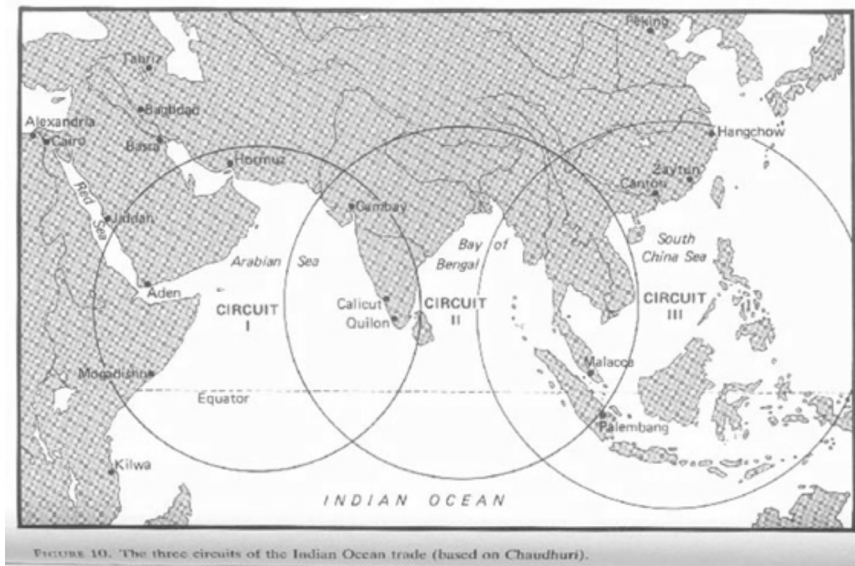 Peking
Tabriz
Baghdad
Alexandria
Cairo
Basra
Hormuz
Hangchow
Zaytun
Canton
Red Sea
Jaddah
Cambay
Arabian Sea
Bay of
Bengal
South
China Sea
Aden
CIRCUIT
I
Calicut
Quilon
CIRCUIT
II
CIRCUIT
III
Malacca
Mogadishu
Equator
Palembang
Kilwa
INDIAN OCEAN
FIGURE 10. The three circuits of the Indian Ocean trade (based on Chaudhuri).